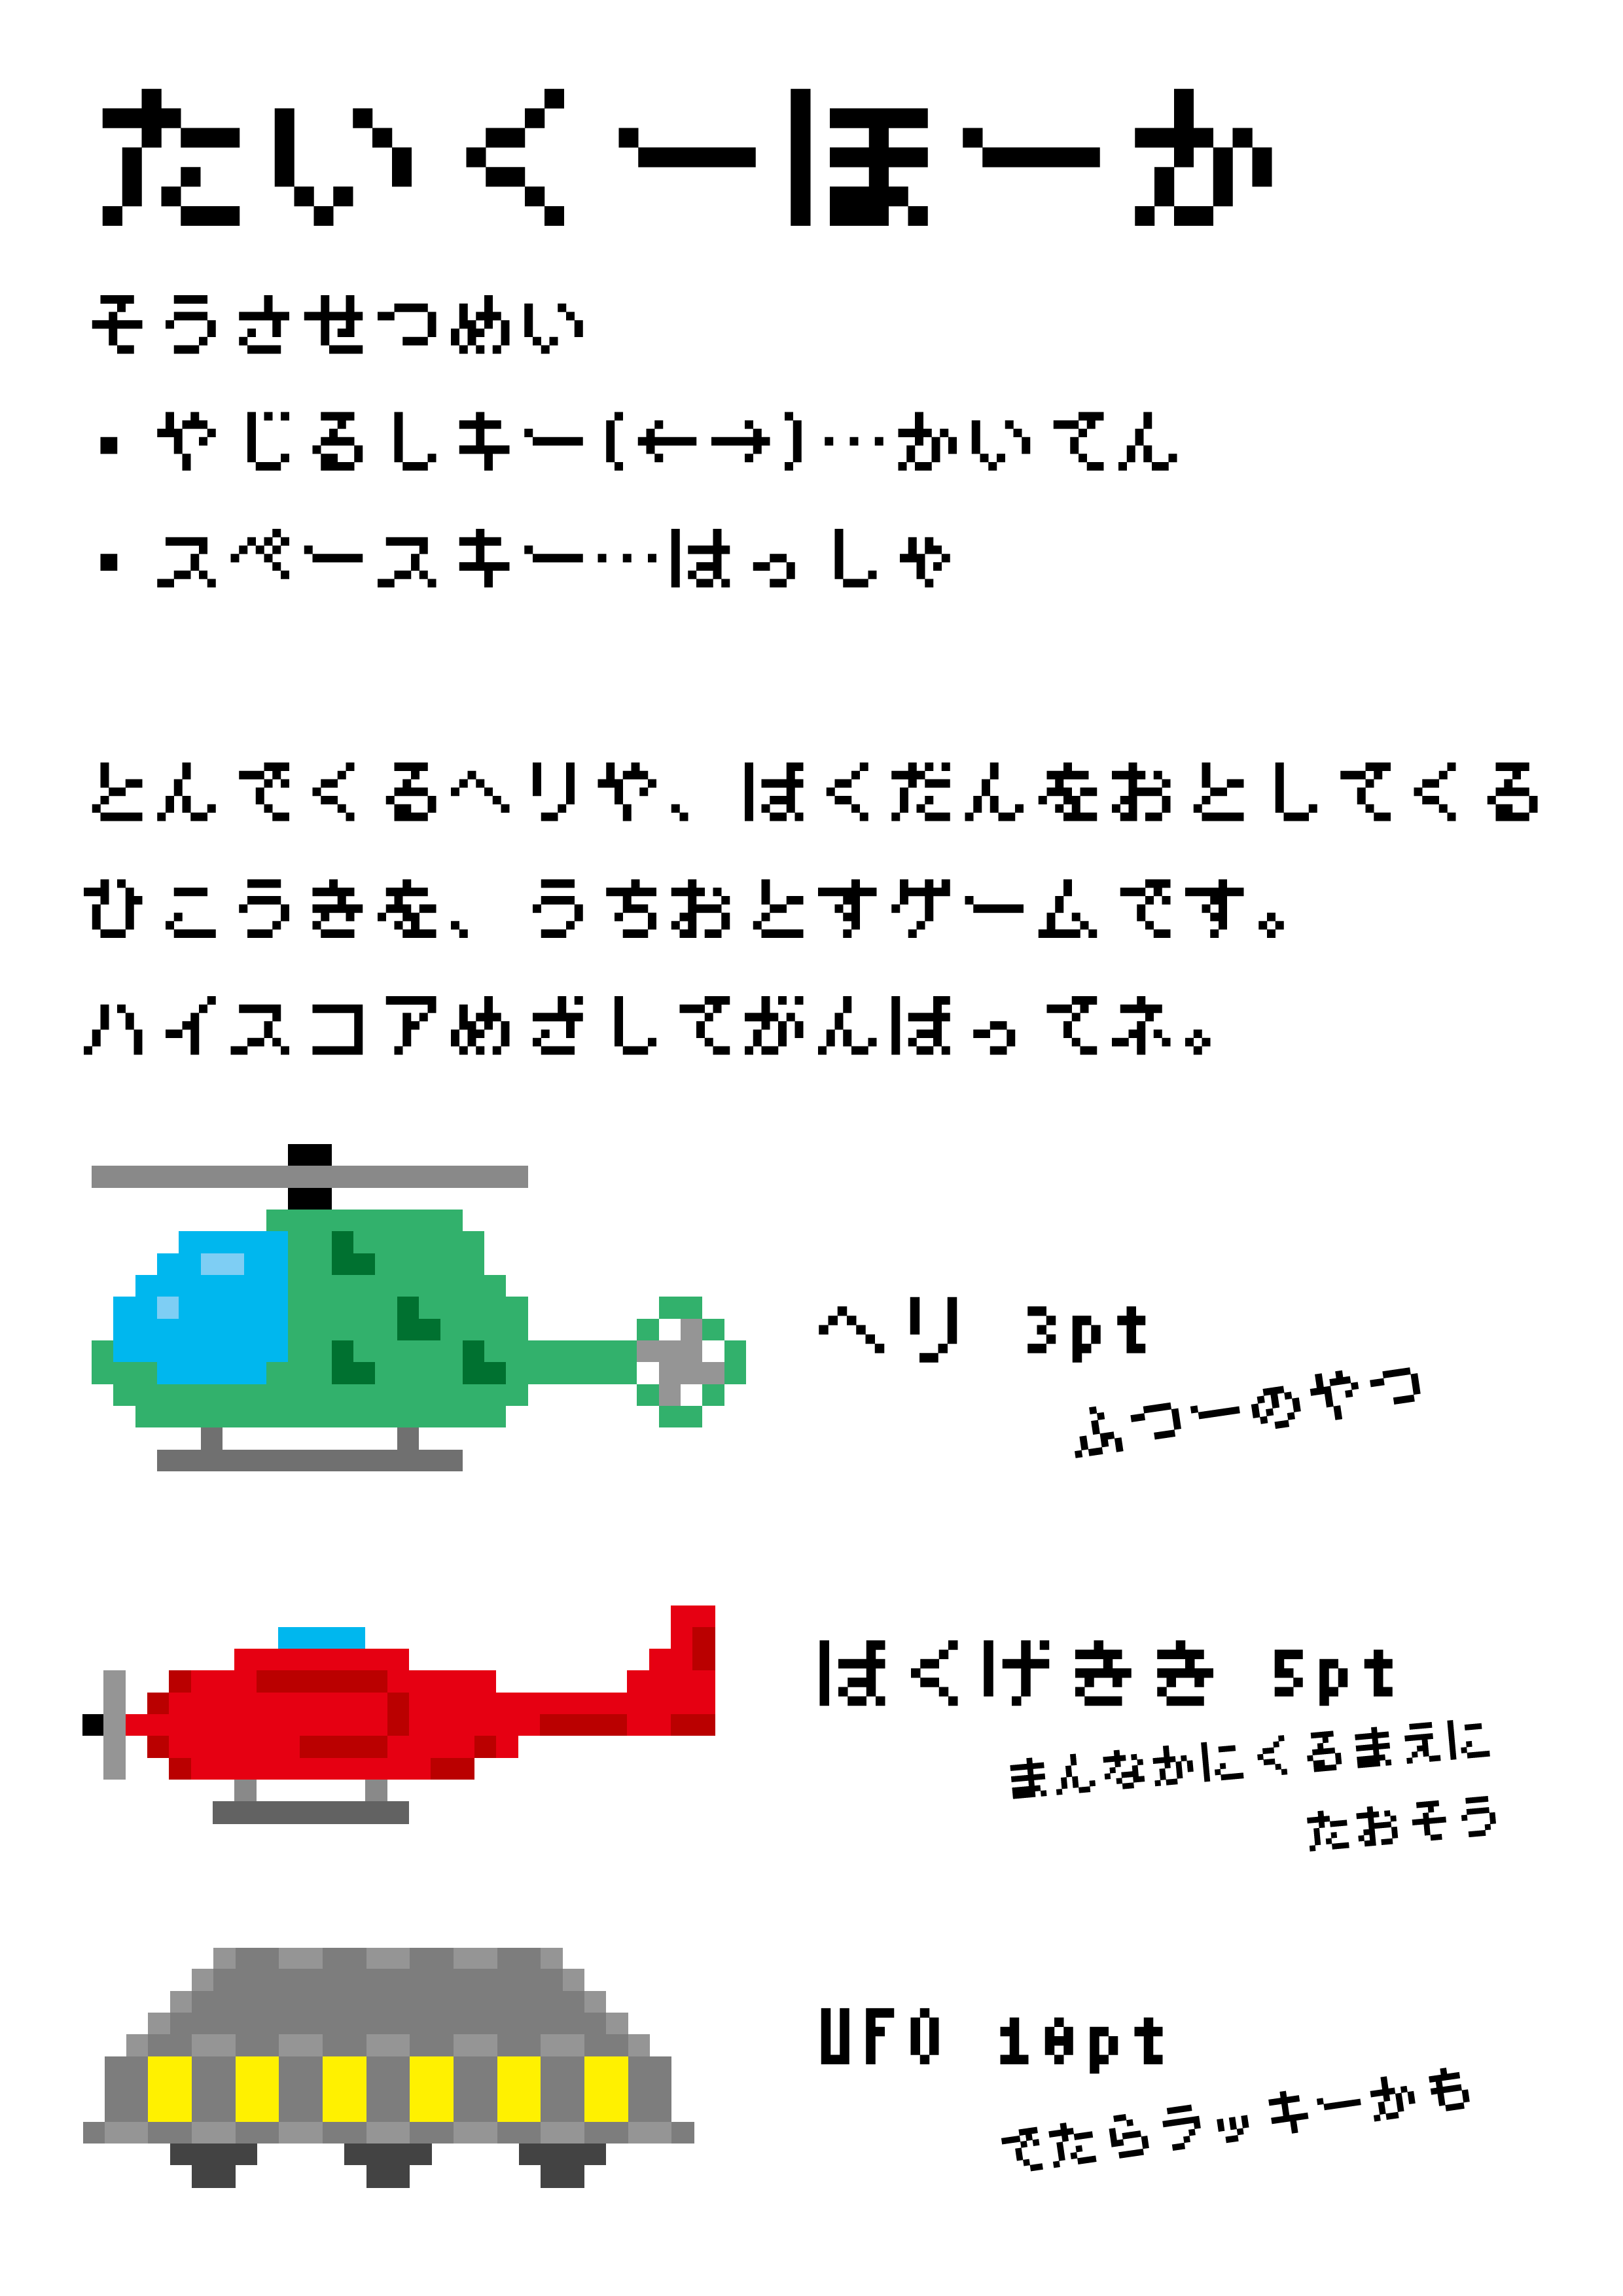 たいくーほーか
そうさせつめい
・やじるしキー(←→)…かいてん
・スペースキー…はっしゃ
とんでくるヘリや、ばくだんをおとしてくる
ひこうきを、うちおとすゲームです。
ハイスコアめざしてがんばってネ。
ヘリ 3pt
ふつーのやつ
ばくげきき 5pt
まんなかにくるまえに
たおそう
UFO 10pt
でたらラッキーかも